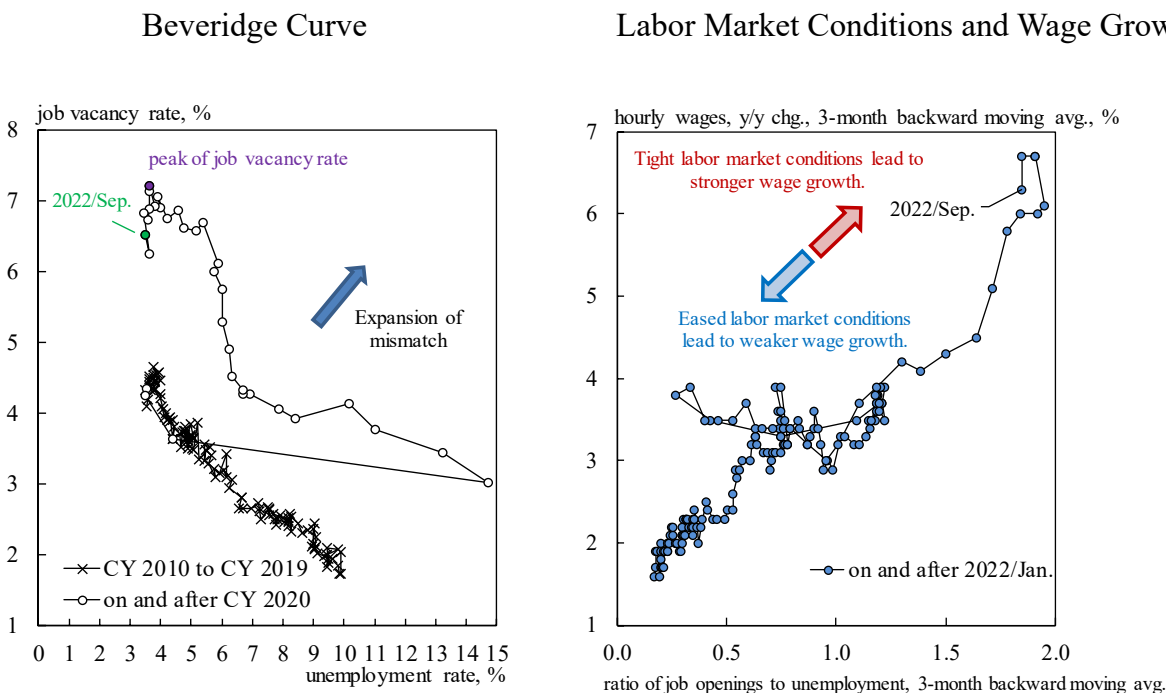 Beveridge Curve
job vacancy rate, %
8
7
6
5
4
3
2
1
peak of job vacancy rate
2022/Sep.
Expansion of
mismatch
CY 2010 to CY 2019
on and after CY 2020
0 1 2 3 4 5 6 7 8 9 10 11 12 13 14 15
unemployment rate, %
Labor Market Conditions and Wage Grow
hourly wages, y/y chg., 3-month backward moving avg., %
7
6
5
4
3
2
1
Tight labor market conditions lead to
stronger wage growth.
2022/Sep.
Eased labor market conditions
lead to weaker wage growth.
on and after 2022/Jan.
0.0 0.5 1.0 1.5 2.0
ratio of job openings to unemployment, 3-month backward moving avg.